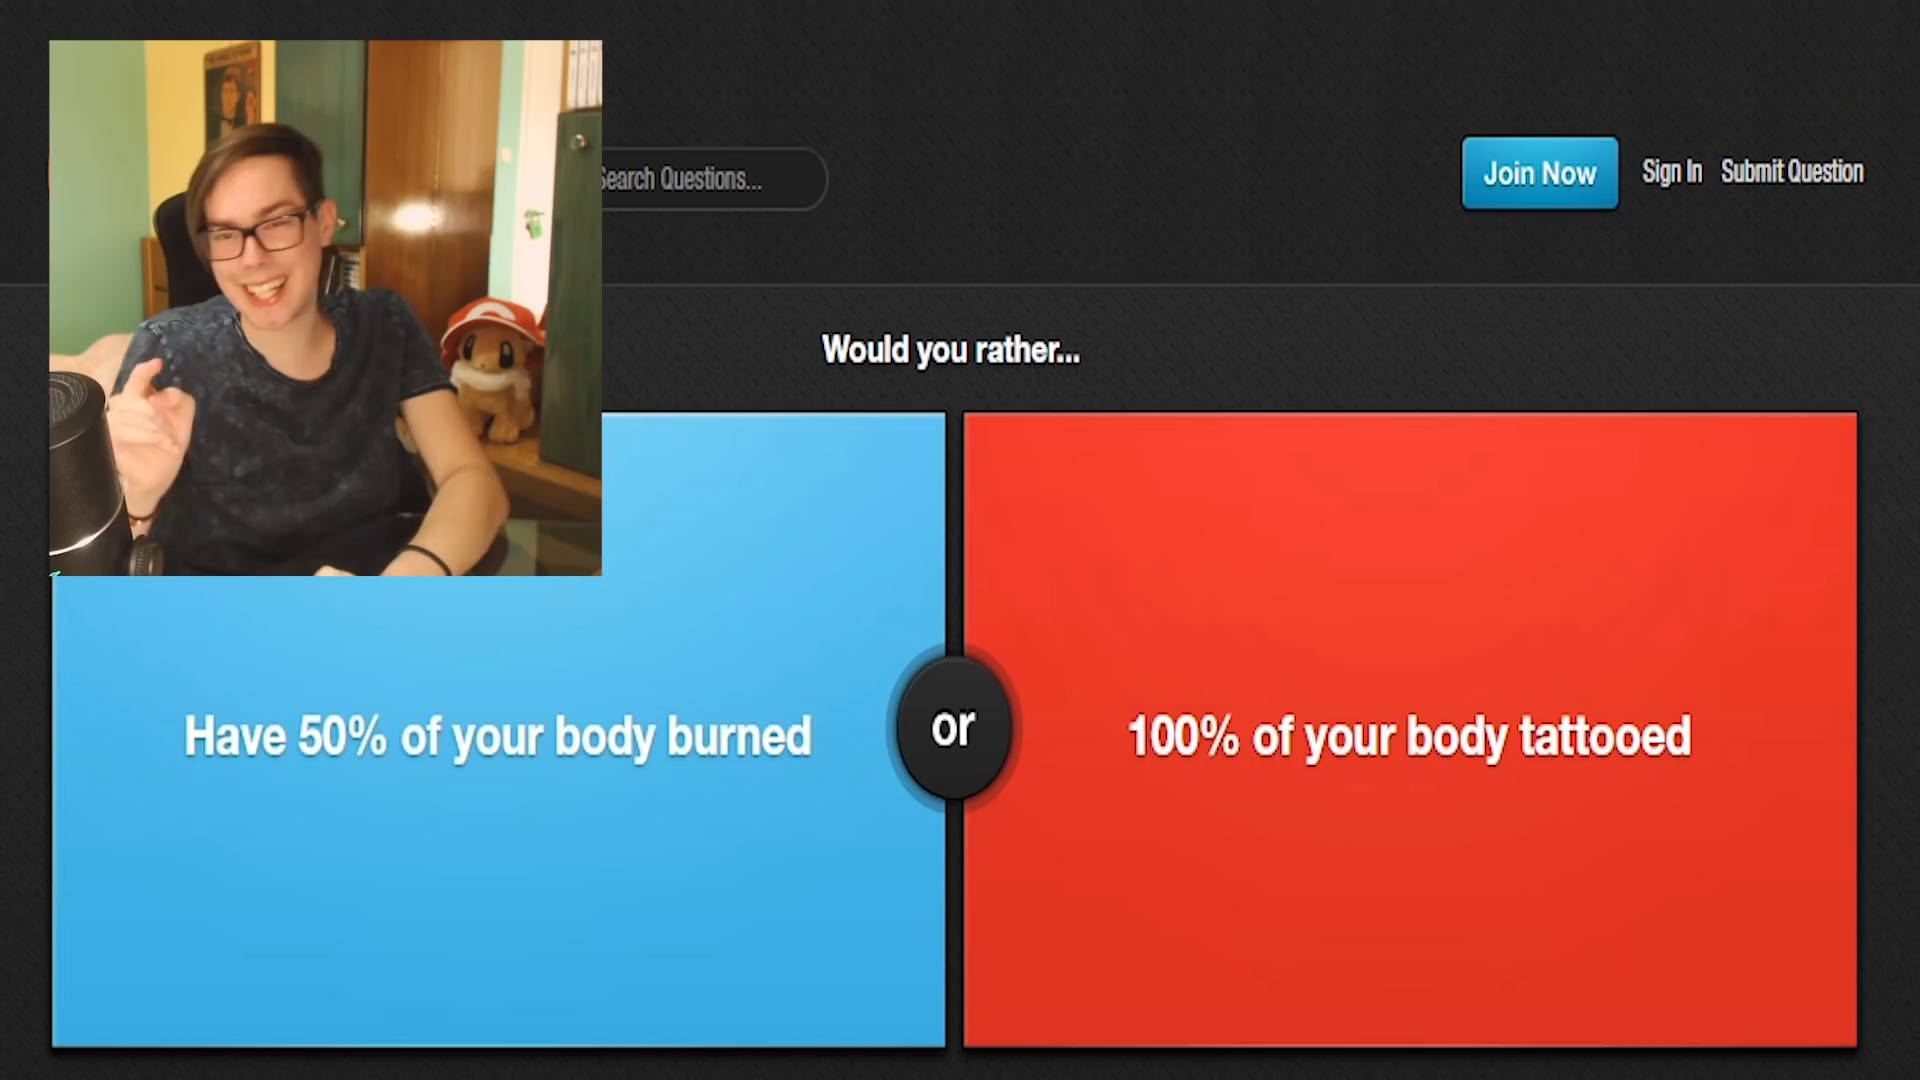 Search Questions...
Join Now
Sign In
Submit Question
Would you rather...
Have 50% of your body burned
or
100% of your body tattooed